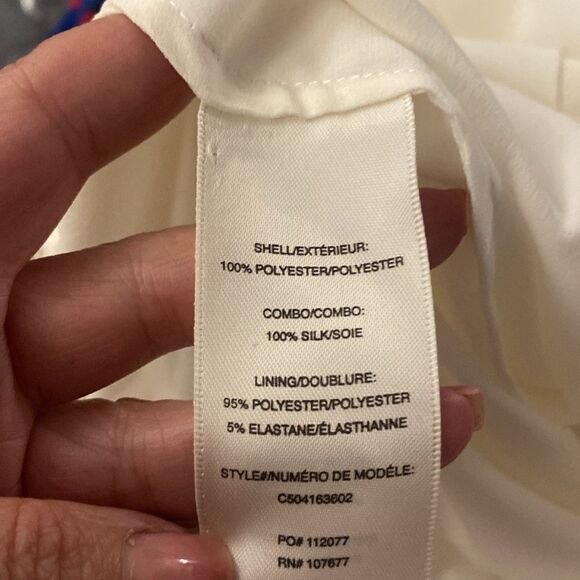 SHELL/EXTÉRIEUR:
100% POLYESTER/POLYESTER
COMBO/COMBO:
100% SILK/SOIE
LINING/DOUBLURE:
95% POLYESTER/POLYESTER
5% ELASTANE/ÉLASTHANNE
STYLE#/NUMÉRO DE MODÉLE:
C504163602
PO# 112077
RN# 107677